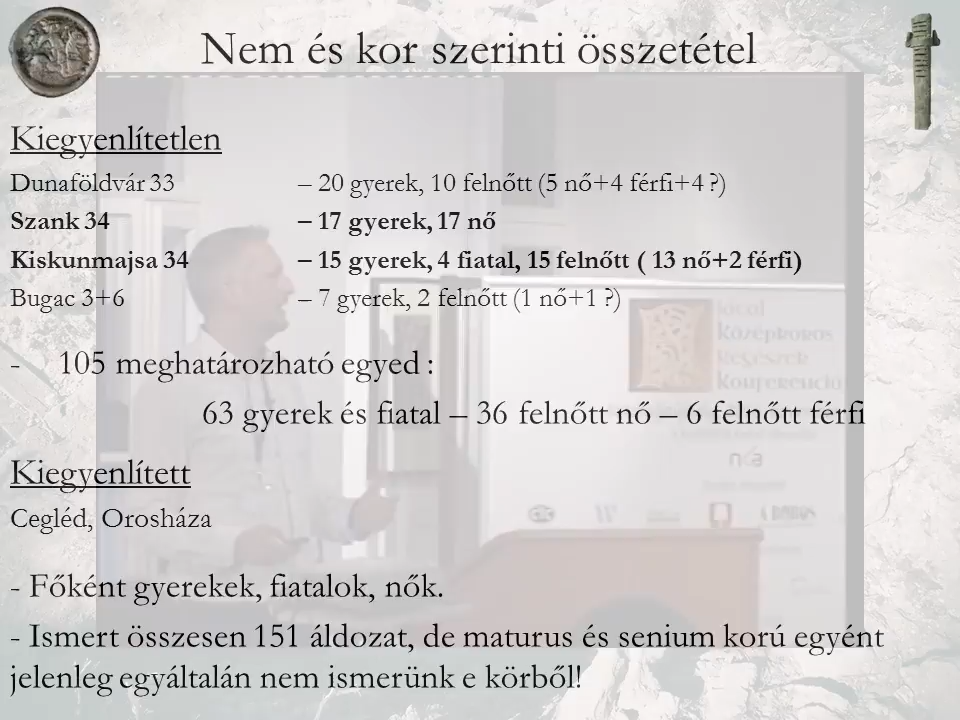 Nem és kor szerinti összetétel
Kiegyenlítetlen
Dunaföldvár 33 – 20 gyerek, 10 felnőtt (5 nő+4 férfi+4 ?)
Szank 34 – 17 gyerek, 17 nő
Kiskunmajsa 34 – 15 gyerek, 4 fiatal, 15 felnőtt ( 13 nő+2 férfi)
Bugac 3+6 – 7 gyerek, 2 felnőtt (1 nő+1 ?)
- 105 meghatározható egyed :
63 gyerek és fiatal – 36 felnőtt nő – 6 felnőtt férfi
Kiegyenlített
Cegléd, Orosháza
- Főként gyerekek, fiatalok, nők.
- Ismert összesen 151 áldozat, de maturus és senium korú egyént
jelenleg egyáltalán nem ismerünk e körből!
Középkoros
Régészek
Konferencia
nka